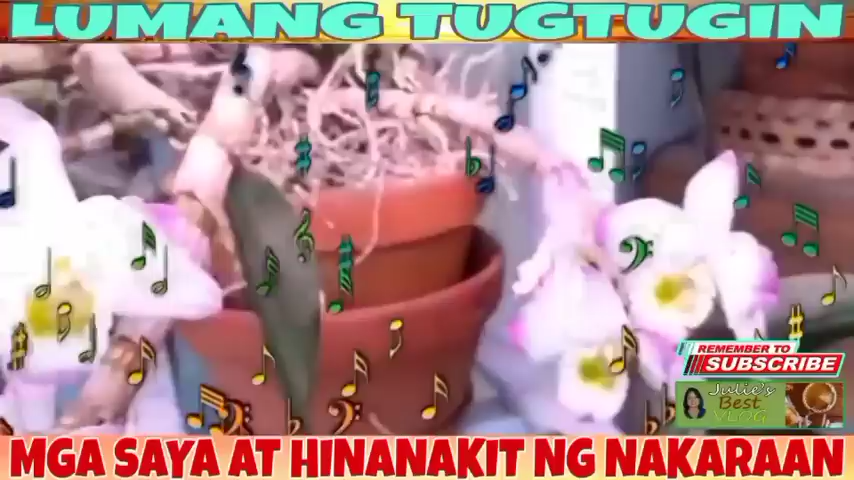 LUMANG TUGTUGIN
REMEMBER TO
SUBSCRIBE
Julie's
Best
VLOG
MGA SAYA AT HINANAKIT NG NAKARAAN